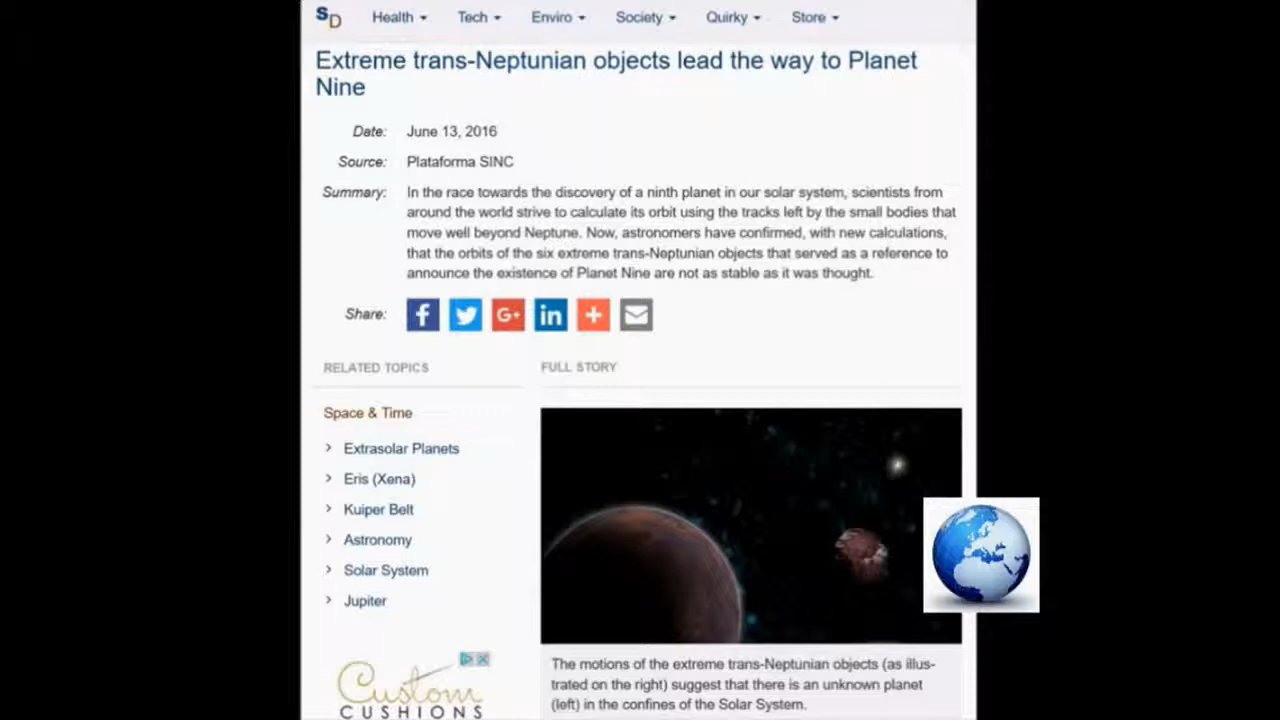 SD Health Tech Enviro Society Quirky Store
Extreme trans-Neptunian objects lead the way to Planet
Nine
Date: June 13, 2016
Source: Plataforma SINC
Summary: In the race towards the discovery of a ninth planet in our solar system, scientists from
around the world strive to calculate its orbit using the tracks left by the small bodies that
move well beyond Neptune. Now, astronomers have confirmed, with new calculations,
that the orbits of the six extreme trans-Neptunian objects that served as a reference to
announce the existence of Planet Nine are not as stable as it was thought.
Share: f G+ in +
RELATED TOPICS
Space & Time
Extrasolar Planets
Eris (Xena)
Kuiper Belt
Astronomy
Solar System
Jupiter
Custom
CUSHIONS
FULL STORY
The motions of the extreme trans-Neptunian objects (as illus-
trated on the right) suggest that there is an unknown planet
(left) in the confines of the Solar System.